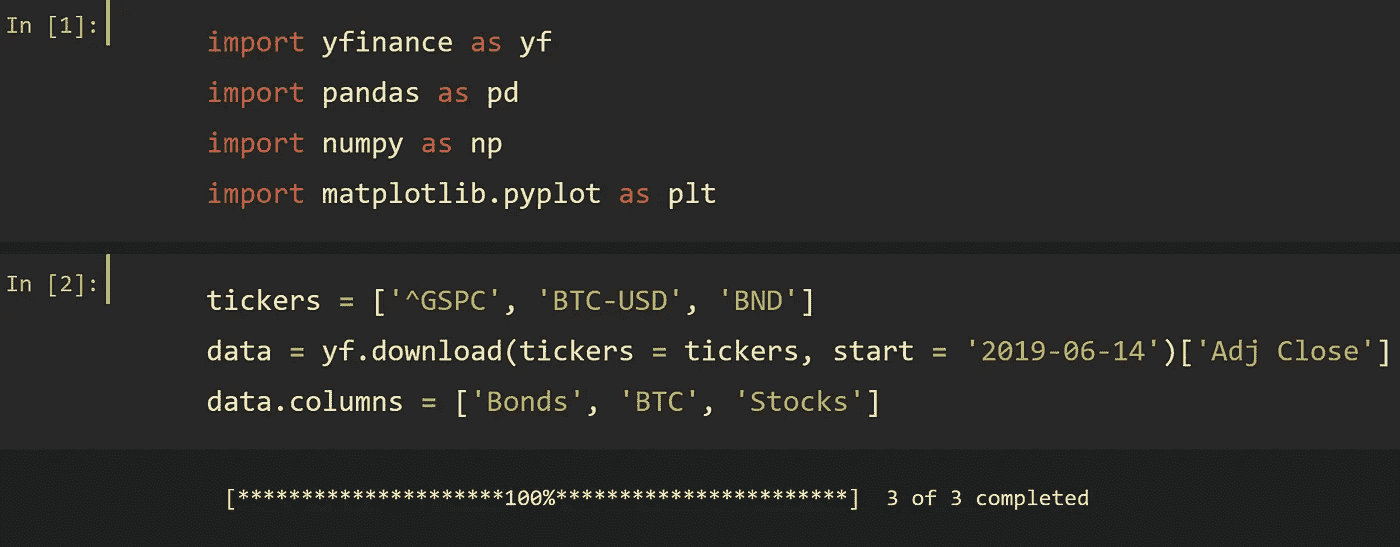 In [1]:
import yfinance as yf
import pandas as pd
import numpy as np
import matplotlib.pyplot as plt
In [2]:
tickers = ['^GSPC', 'BTC-USD', 'BND']
data = yf.download(tickers = tickers, start = '2019-06-14')['Adj Close']
data.columns = ['Bonds', 'BTC', 'Stocks']
[*********************100%***********************]  3 of 3 completed